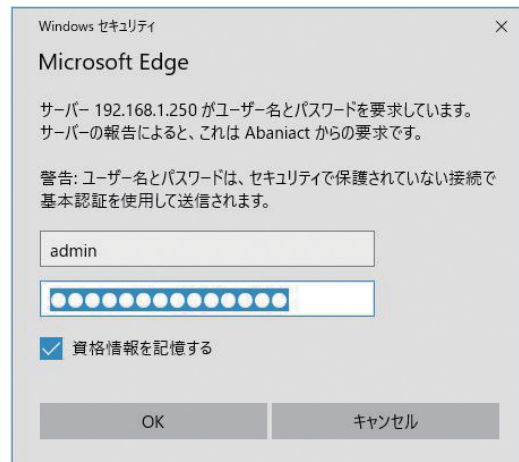 Windows セキュリティ
Microsoft Edge
サーバー 192.168.1.250 がユーザー名とパスワードを要求しています。
サーバーの報告によると、これは Abaniact からの要求です。
警告: ユーザー名とパスワードは、セキュリティで保護されていない接続で
基本認証を使用して送信されます。
admin
●●●●●●●●●●●●●●
資格情報を記憶する
OK
キャンセル